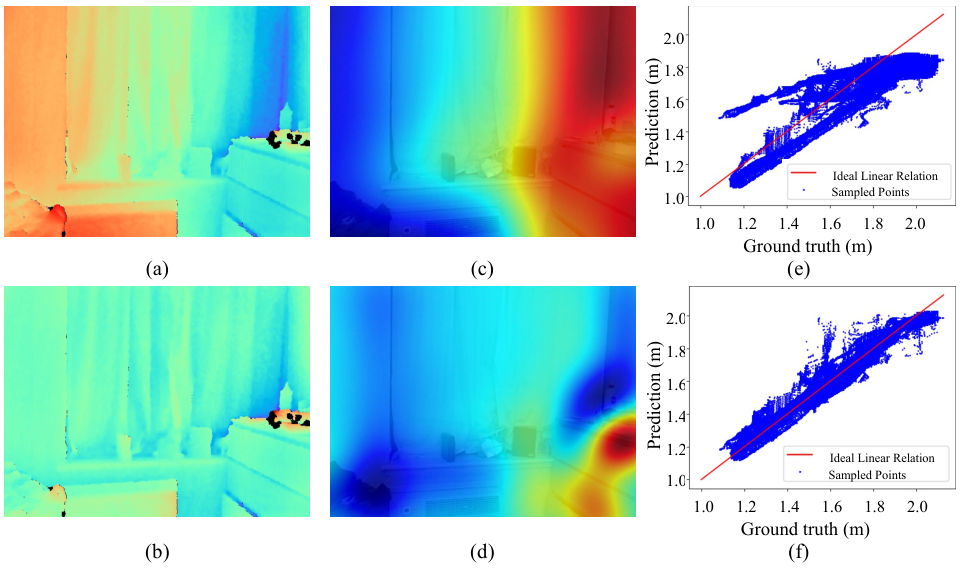 2.0
1.8
1.6
1.4
1.2
1.0
Prediction (m)
Ideal Linear Relation
Sampled Points
1.0 1.2 1.4 1.6 1.8 2.0
Ground truth (m)
(a) (c) (e)
2.0
1.8
1.6
1.4
1.2
1.0
Prediction (m)
Ideal Linear Relation
Sampled Points
1.0 1.2 1.4 1.6 1.8 2.0
Ground truth (m)
(b) (d) (f)